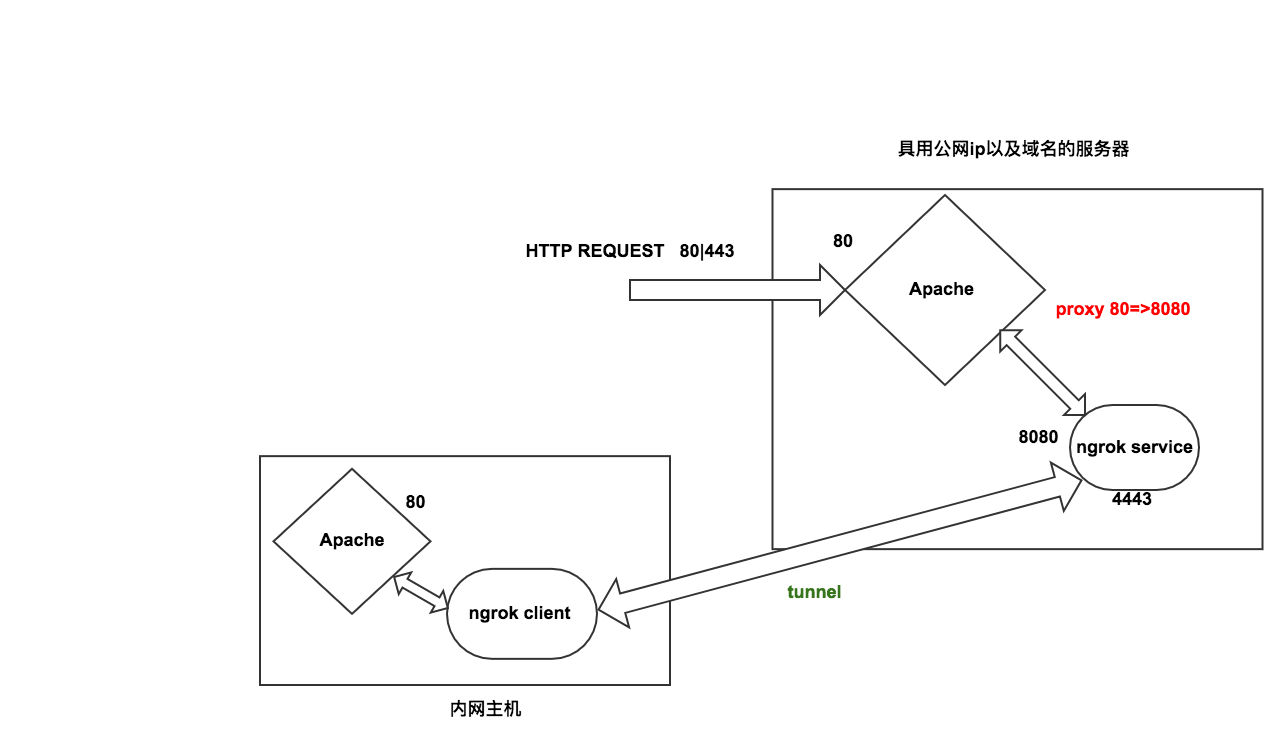 具用公网ip以及域名的服务器
80
HTTP REQUEST 80|443
Apache
proxy 80=>8080
8080
ngrok service
4443
80
Apache
tunnel
ngrok client
内网主机